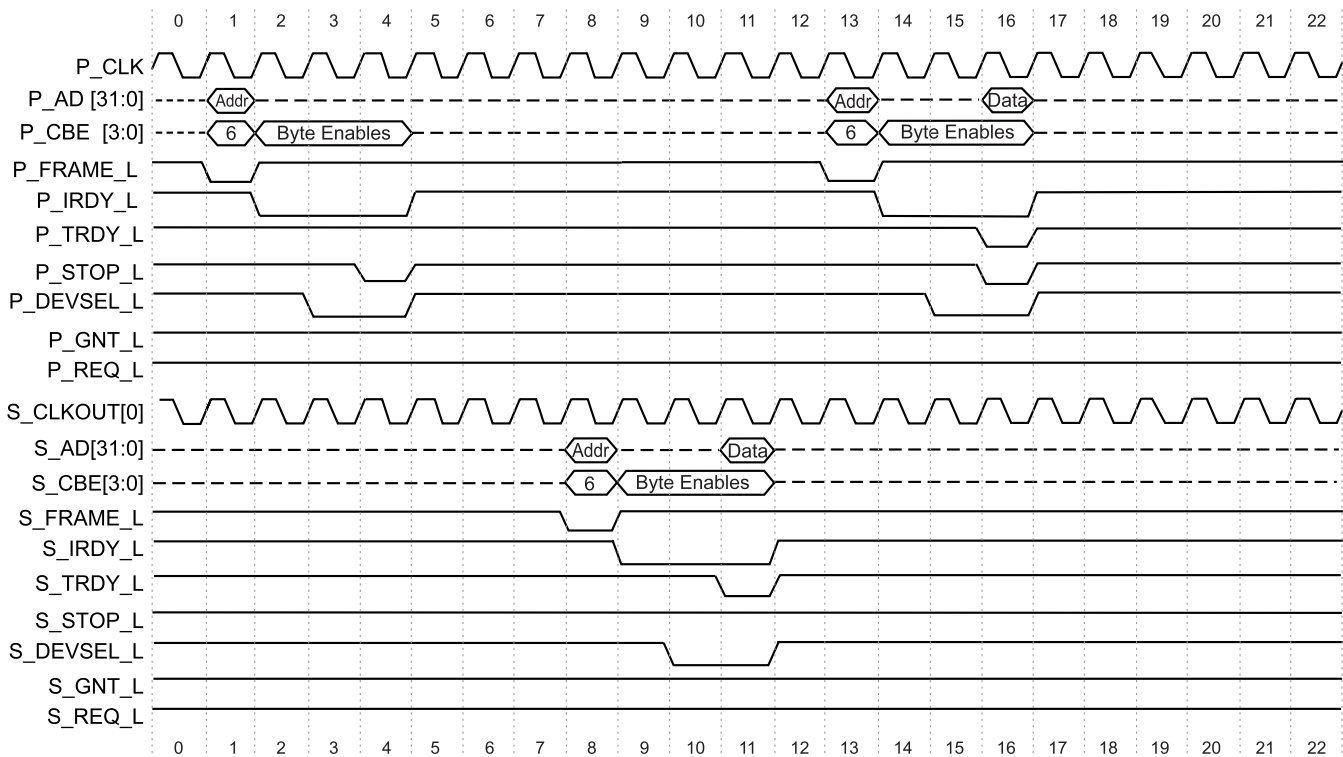 0 1 2 3 4 5 6 7 8 9 10 11 12 13 14 15 16 17 18 19 20 21 22
P_CLK
P_AD [31:0] Addr Addr Data
P_CBE [3:0] 6 Byte Enables 6 Byte Enables
P_FRAME_L
P_IRDY_L
P_TRDY_L
P_STOP_L
P_DEVSEL_L
P_GNT_L
P_REQ_L
S_CLKOUT[0]
S_AD[31:0] Addr Data
S_CBE[3:0] 6 Byte Enables
S_FRAME_L
S_IRDY_L
S_TRDY_L
S_STOP_L
S_DEVSEL_L
S_GNT_L
S_REQ_L
0 1 2 3 4 5 6 7 8 9 10 11 12 13 14 15 16 17 18 19 20 21 22